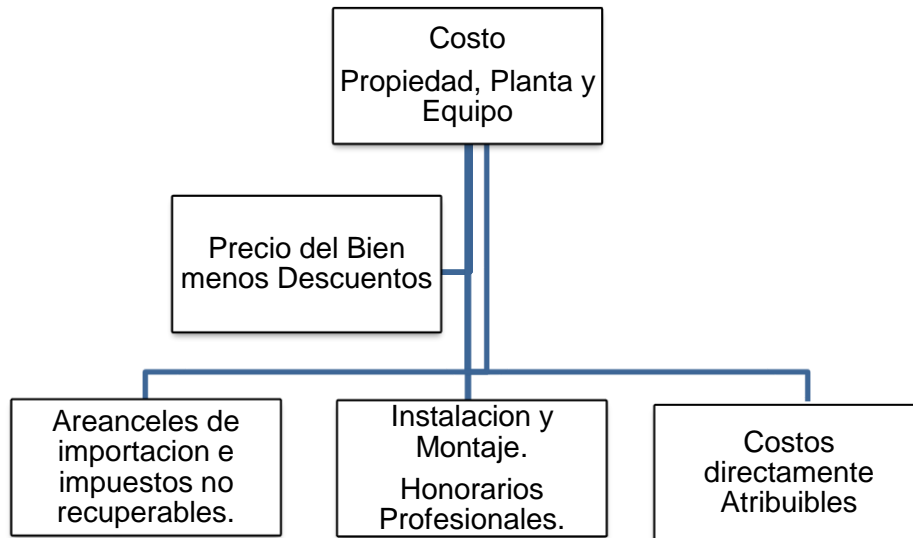 Costo
Propiedad, Planta y
Equipo
Precio del Bien
menos Descuentos
Areanceles de
importacion e
impuestos no
recuperables.
Instalacion y
Montaje.
Honorarios
Profesionales.
Costos
directamente
Atribuibles